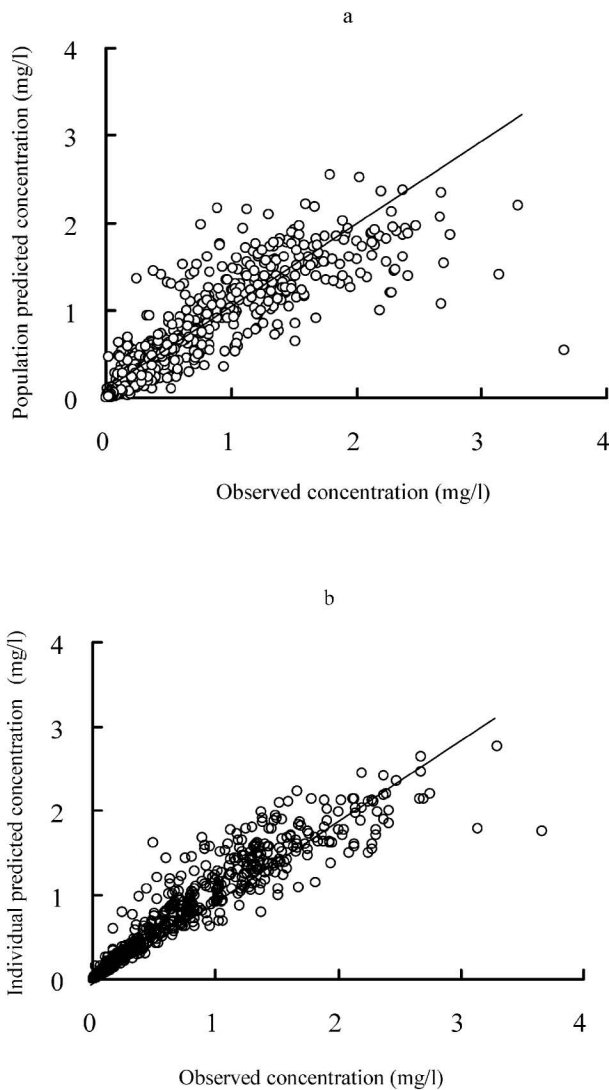 a
Population predicted concentration (mg/l)
4
3
2
1
0
0 1 2 3 4
Observed concentration (mg/l)
b
Individual predicted concentration (mg/l)
4
3
2
1
0
0 1 2 3 4
Observed concentration (mg/l)